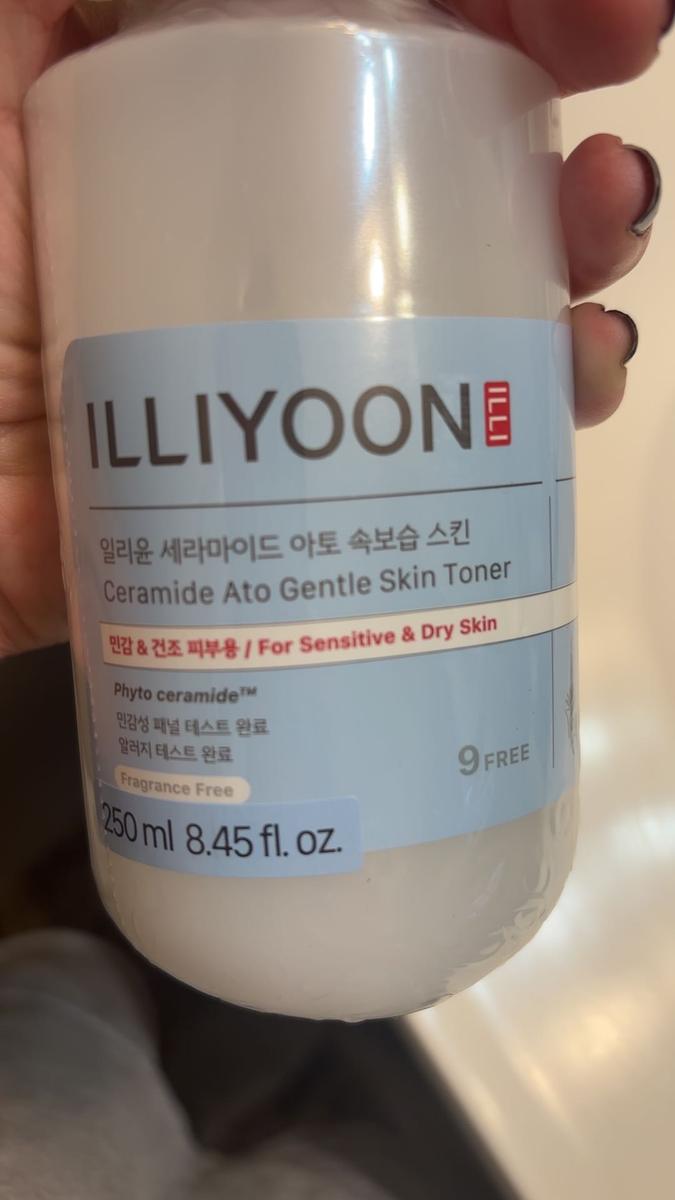 ILLIYOON ILLI
일리윤 세라마이드 아토 속보습 스킨
Ceramide Ato Gentle Skin Toner
민감 & 건조 피부용 / For Sensitive & Dry Skin
Phyto ceramide™
민감성 패널 테스트 완료
알러지 테스트 완료
9 FREE
Fragrance Free
250 ml 8.45 fl. oz.